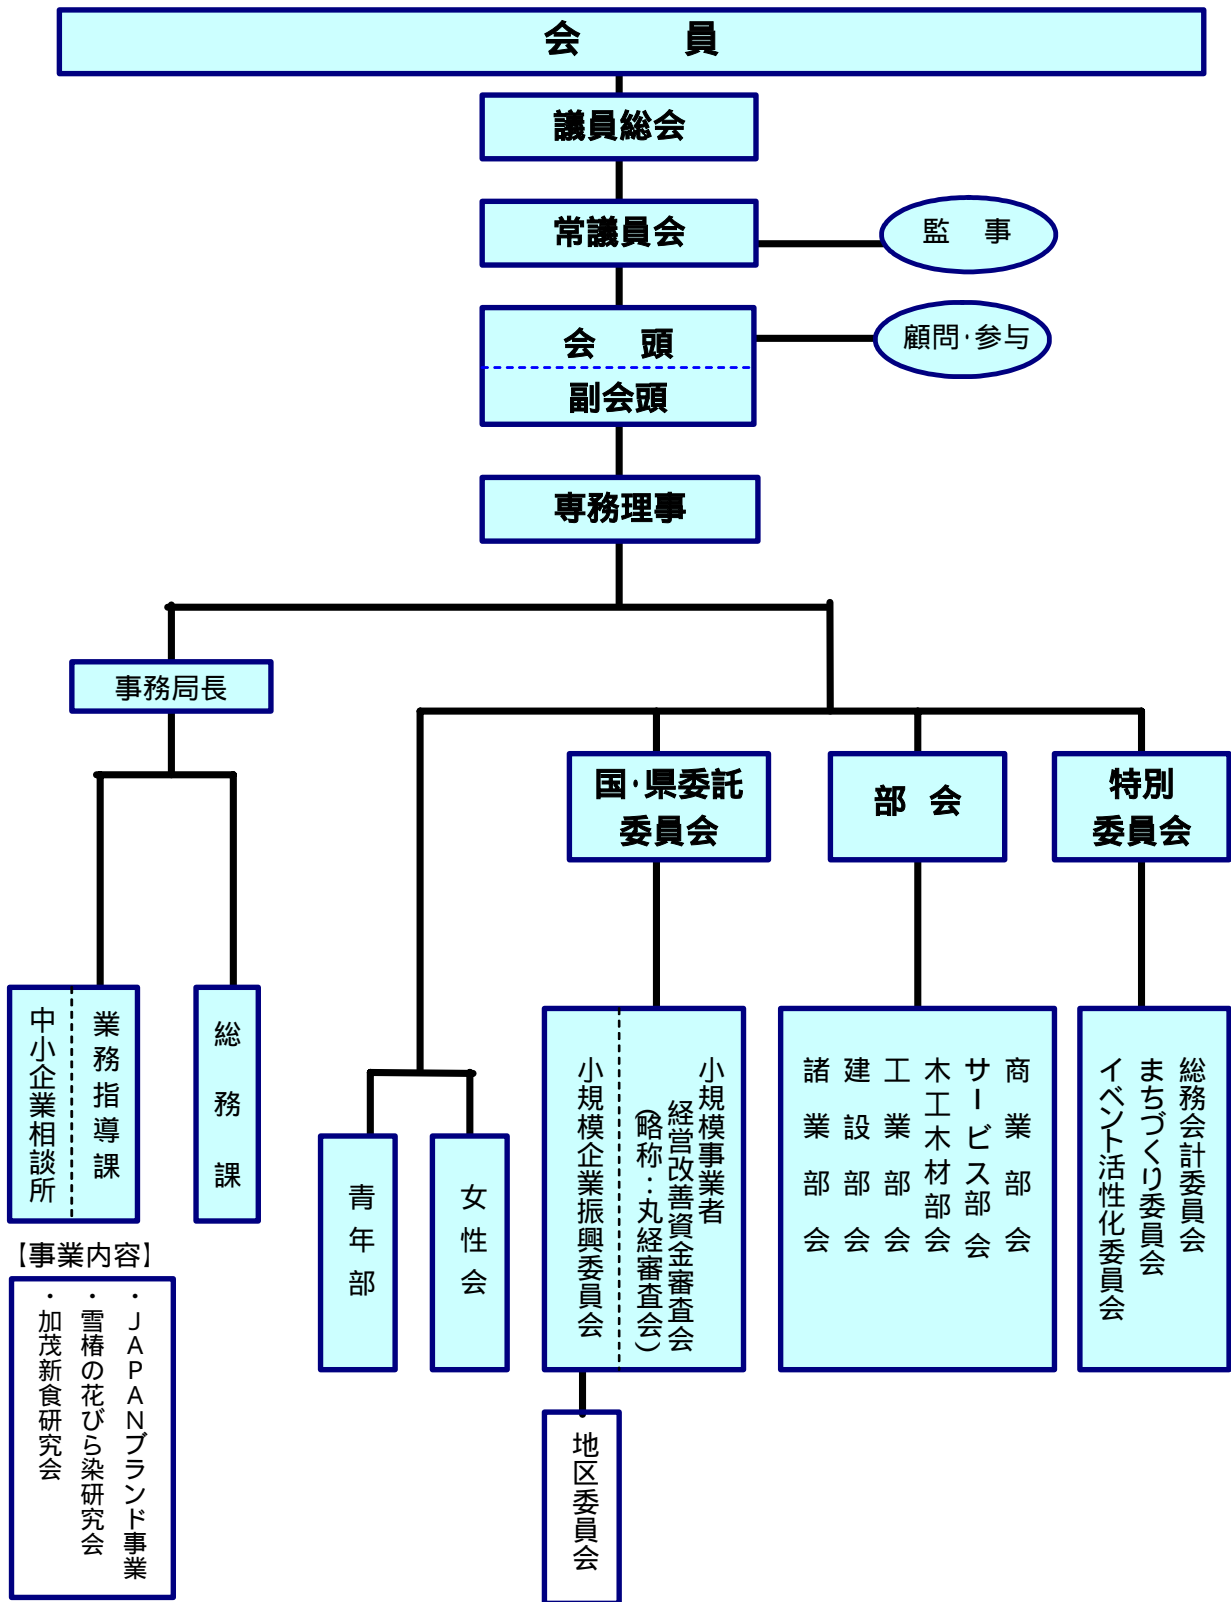 会員
議員総会
常議員会
監事
会頭
顧問・参与
副会頭
専務理事
事務局長
国・県委託
委員会
部会
特別
委員会
業務指導課
中小企業相談所
総務課
【事業内容】
・JAPANブランド事業
・雪椿の花びら染研究会
・加茂新食研究会
女性会
青年部
小規模事業者
経営改善資金審査会
（略称：丸経審査会）
小規模企業振興委員会
地区委員会
商業部会
サービス部会
木工木材部会
工業部会
建設部会
諸業部会
総務会計委員会
まちづくり委員会
イベント活性化委員会